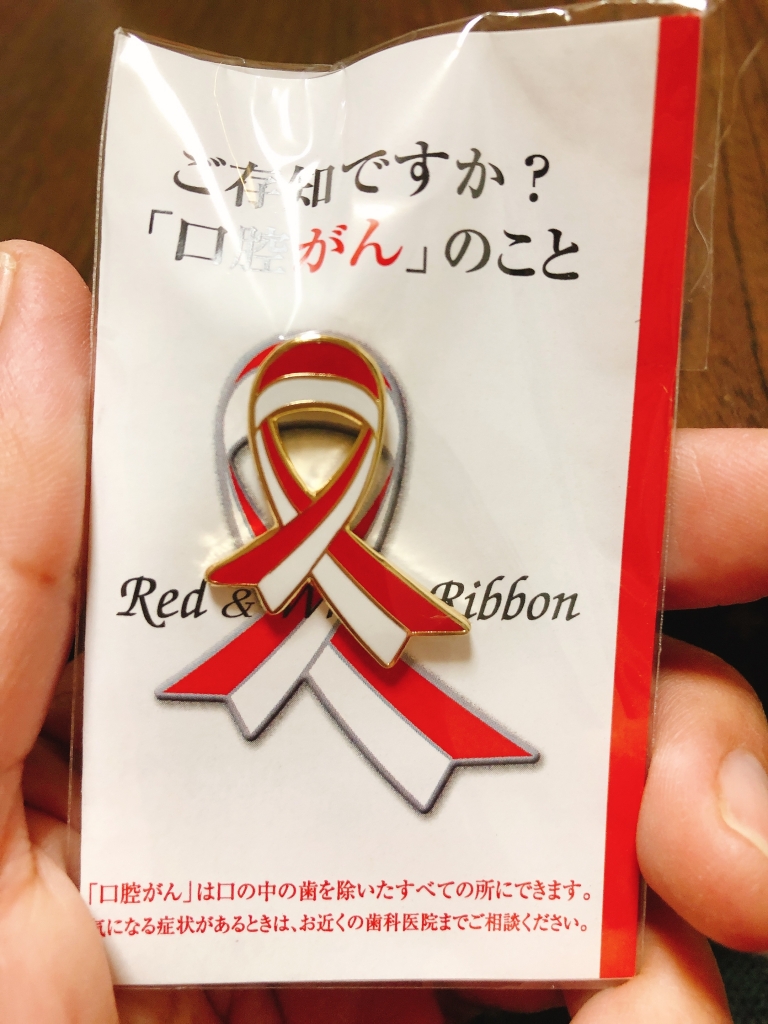 ご存知ですか？
「口腔がん」のこと
Red & Ribbon
「口腔がん」は口の中の歯を除いたすべての所にできます。
気になる症状があるときは、お近くの歯科医院までご相談ください。